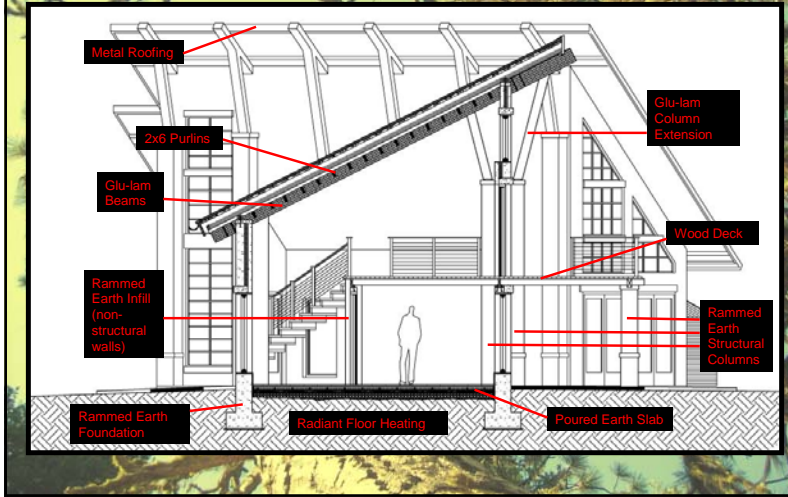 Metal Roofing
Glu-lam
Column
Extension
2x6 Purlins
Glu-lam
Beams
Wood Deck
Rammed
Earth Infill
(non-
structural
walls)
Rammed
Earth
Structural
Columns
Rammed Earth
Foundation
Radiant Floor Heating
Poured Earth Slab